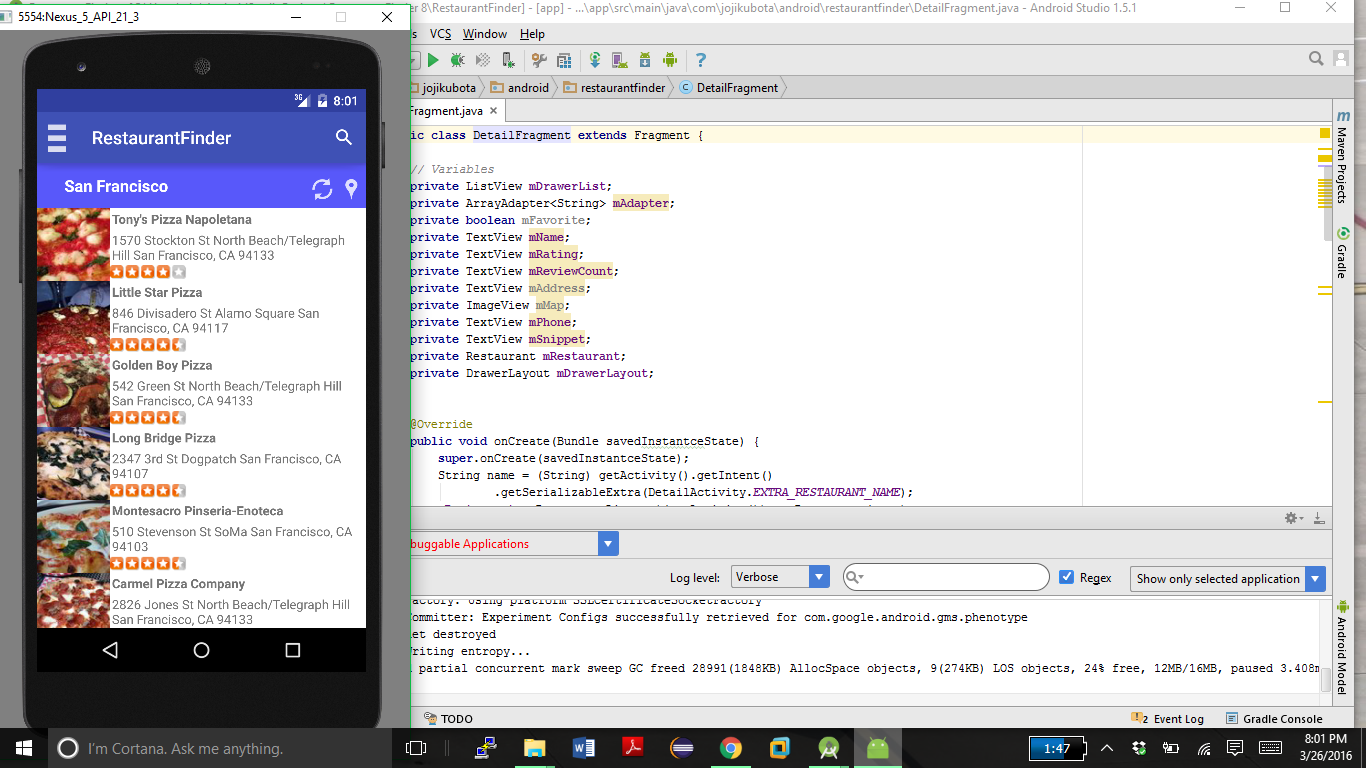 5554:Nexus_5_API_21_3
8:01
RestaurantFinder
San Francisco
Tony's Pizza Napoletana
1570 Stockton St North Beach/Telegraph
Hill San Francisco, CA 94133
Little Star Pizza
846 Divisadero St Alamo Square San
Francisco, CA 94117
Golden Boy Pizza
542 Green St North Beach/Telegraph Hill
San Francisco, CA 94133
Long Bridge Pizza
2347 3rd St Dogpatch San Francisco, CA
94107
Montesacro Pinseria-Enoteca
510 Stevenson St SoMa San Francisco, CA
94103
Carmel Pizza Company
2826 Jones St North Beach/Telegraph Hill
San Francisco, CA 94133
8\RestaurantFinder] - [app] - ...\app\src\main\java\com\jojikubota\android\restaurantfinder\DetailFragment.java - Android Studio 1.5.1
VCS Window Help
jojikubota android restaurantfinder DetailFragment
Fragment.java
ic class DetailFragment extends Fragment {
// Variables
private ListView mDrawerList;
private ArrayAdapter<String> mAdapter;
private boolean mFavorite;
private TextView mName;
private TextView mRating;
private TextView mReviewCount;
private TextView mAddress;
private ImageView mMap;
private TextView mPhone;
private TextView mSnippet;
private Restaurant mRestaurant;
private DrawerLayout mDrawerLayout;
@Override
public void onCreate(Bundle savedInstantceState) {
super.onCreate(savedInstantceState);
String name = (String) getActivity().getIntent()
.getSerializableExtra(DetailActivity.EXTRA_RESTAURANT_NAME);
Maven Projects
Gradle
Android Model
buggable Applications
Log level: Verbose Regex Show only selected application
actory: Using platform SSLCertificateSocketFactory
ommitter: Experiment Configs successfully retrieved for com.google.android.gms.phenotype
et destroyed
riting entropy...
partial concurrent mark sweep GC freed 28991(1848KB) AllocSpace objects, 9(274KB) LOS objects, 24% free, 12MB/16MB, paused 3.408m
TODO 2 Event Log Gradle Console
I'm Cortana. Ask me anything.
1:47
8:01 PM
3/26/2016